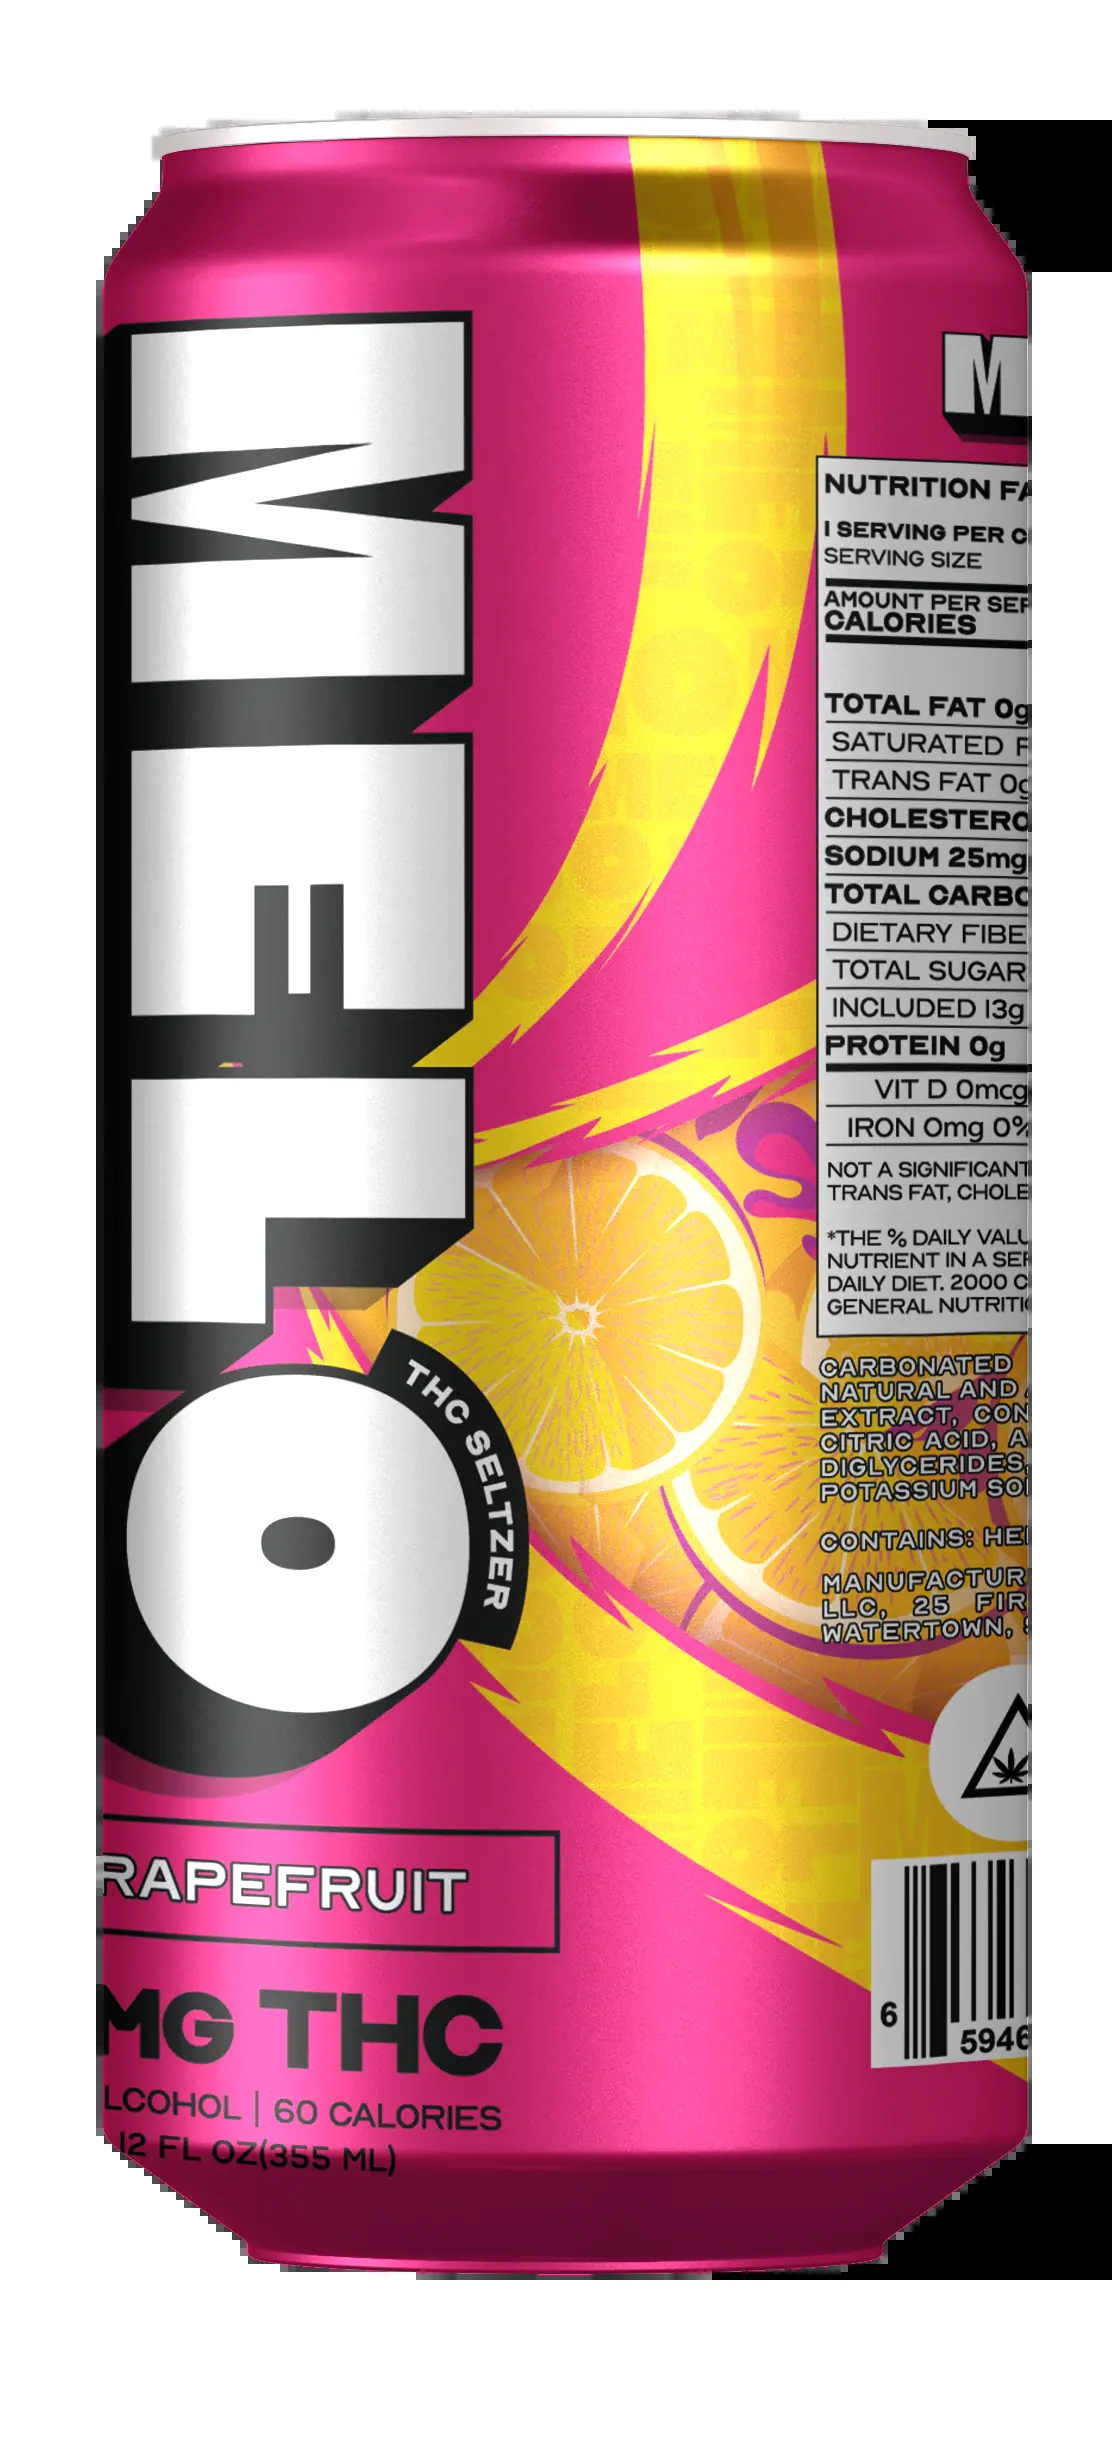 MELO
THC SELTZER
RAPEFRUIT
MG THC
LCOHOL | 60 CALORIES
12 FL OZ(355 ML)
M
NUTRITION FA
1 SERVING PER C
SERVING SIZE
AMOUNT PER SER
CALORIES
TOTAL FAT 0g
SATURATED F
TRANS FAT 0g
CHOLESTERO
SODIUM 25mg
TOTAL CARBO
DIETARY FIBE
TOTAL SUGAR
INCLUDED 13g
PROTEIN 0g
VIT D 0mcg
IRON 0mg 0%
NOT A SIGNIFICANT
TRANS FAT, CHOLE
*THE % DAILY VALU
NUTRIENT IN A SER
DAILY DIET. 2000 C
GENERAL NUTRITIO
CARBONATED
NATURAL AND
EXTRACT, CON
CITRIC ACID, A
DIGLYCERIDES,
POTASSIUM SO
CONTAINS: HE
MANUFACTUR
LLC, 25 FIR
WATERTOWN, S
6 5946